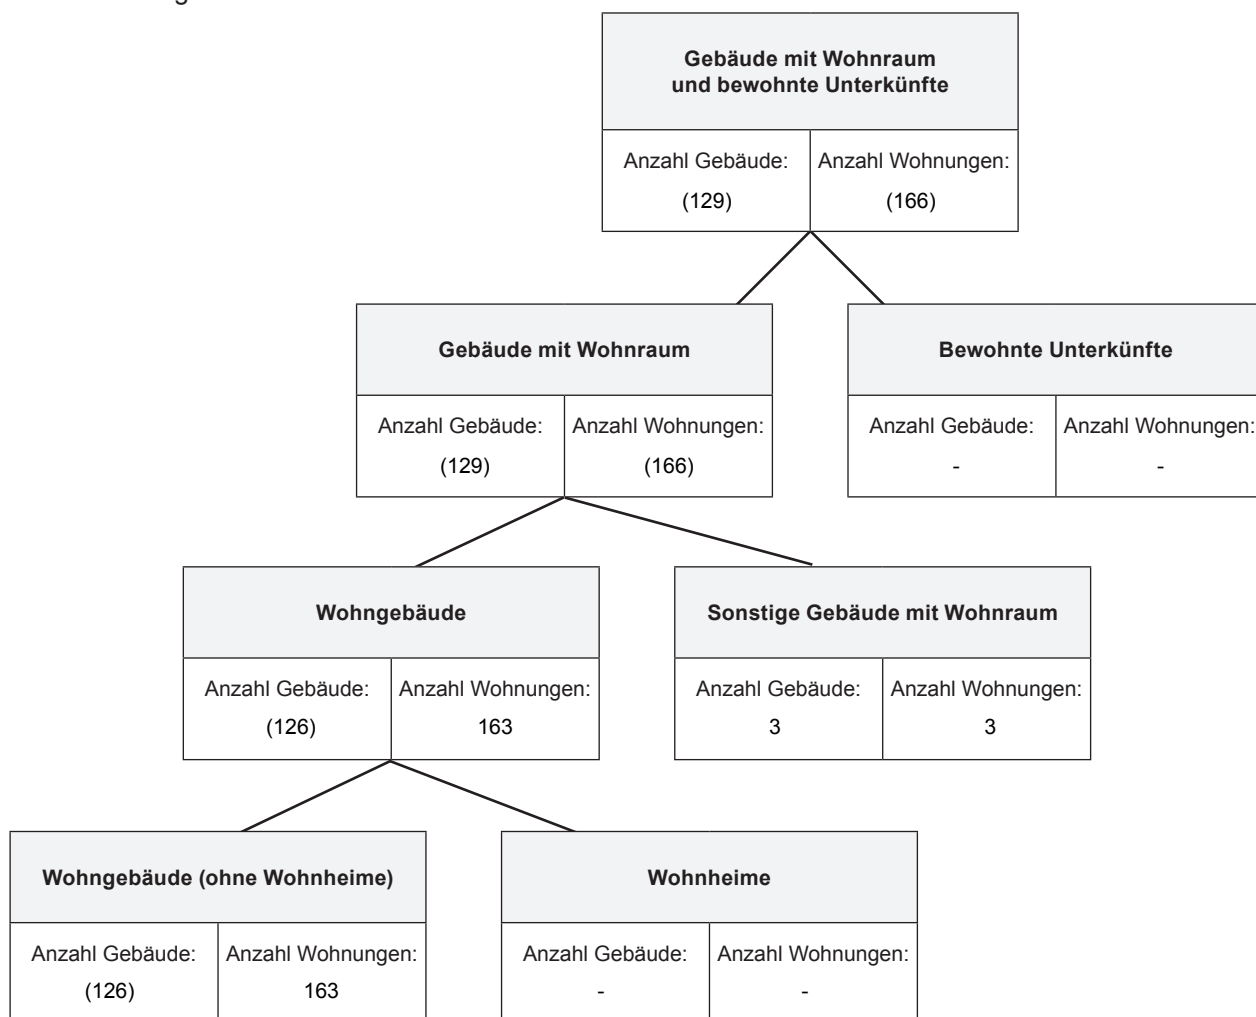 Gebäude mit Wohnraum
und bewohnte Unterkünfte
Anzahl Gebäude: Anzahl Wohnungen:
(129) (166)
Gebäude mit Wohnraum
Anzahl Gebäude: Anzahl Wohnungen:
(129) (166)
Bewohnte Unterkünfte
Anzahl Gebäude: Anzahl Wohnungen:
- -
Wohngebäude
Anzahl Gebäude: Anzahl Wohnungen:
(126) 163
Sonstige Gebäude mit Wohnraum
Anzahl Gebäude: Anzahl Wohnungen:
3 3
Wohngebäude (ohne Wohnheime)
Anzahl Gebäude: Anzahl Wohnungen:
(126) 163
Wohnheime
Anzahl Gebäude: Anzahl Wohnungen:
- -